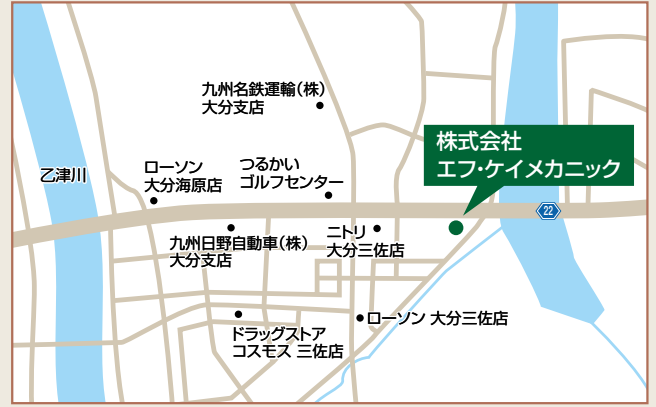 九州名鉄運輸(株)
大分支店
株式会社
エフ・ケイメカニック
乙津川
ローソン
大分海原店
つるかい
ゴルフセンター
22
九州日野自動車(株)
大分支店
ニトリ
大分三佐店
ドラッグストア
コスモス 三佐店
ローソン 大分三佐店